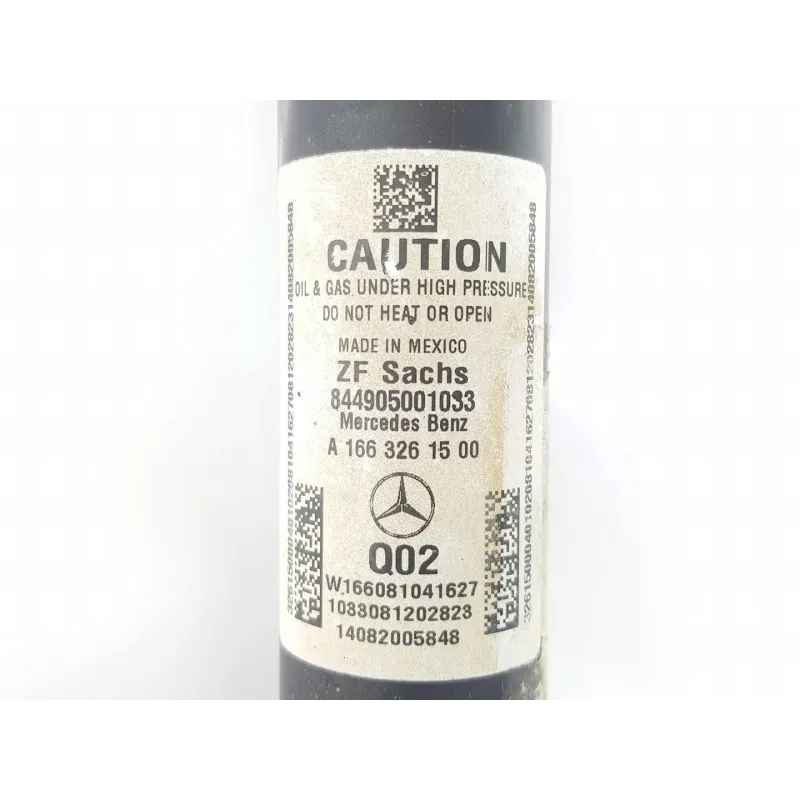 CAUTION
OIL & GAS UNDER HIGH PRESSURE
DO NOT HEAT OR OPEN
MADE IN MEXICO
ZF Sachs
844905001033
Mercedes Benz
A 166 326 15 00
Q02
W166081041627
1033081202823
14082005848